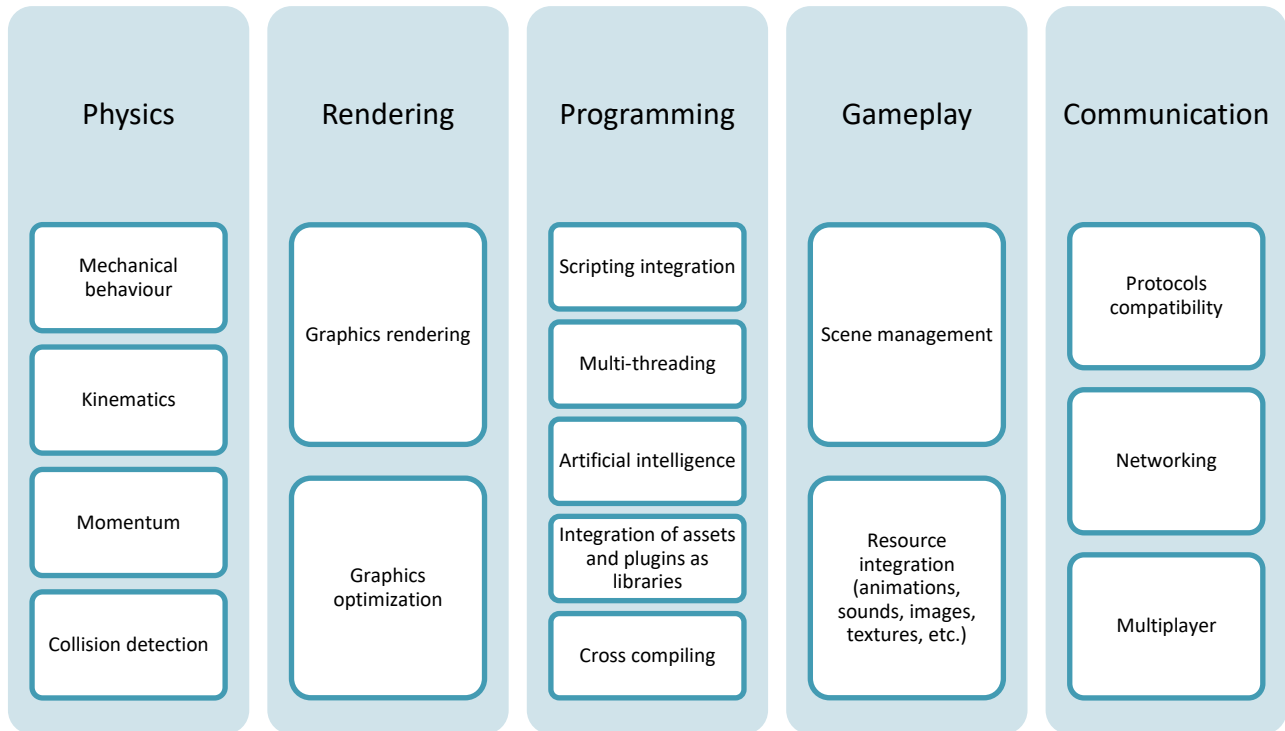 Physics
Mechanical
behaviour
Kinematics
Momentum
Collision detection
Rendering
Graphics rendering
Graphics
optimization
Programming
Scripting integration
Multi-threading
Artificial intelligence
Integration of assets
and plugins as
libraries
Cross compiling
Gameplay
Scene management
Resource
integration
(animations,
sounds, images,
textures, etc.)
Communication
Protocols
compatibility
Networking
Multiplayer